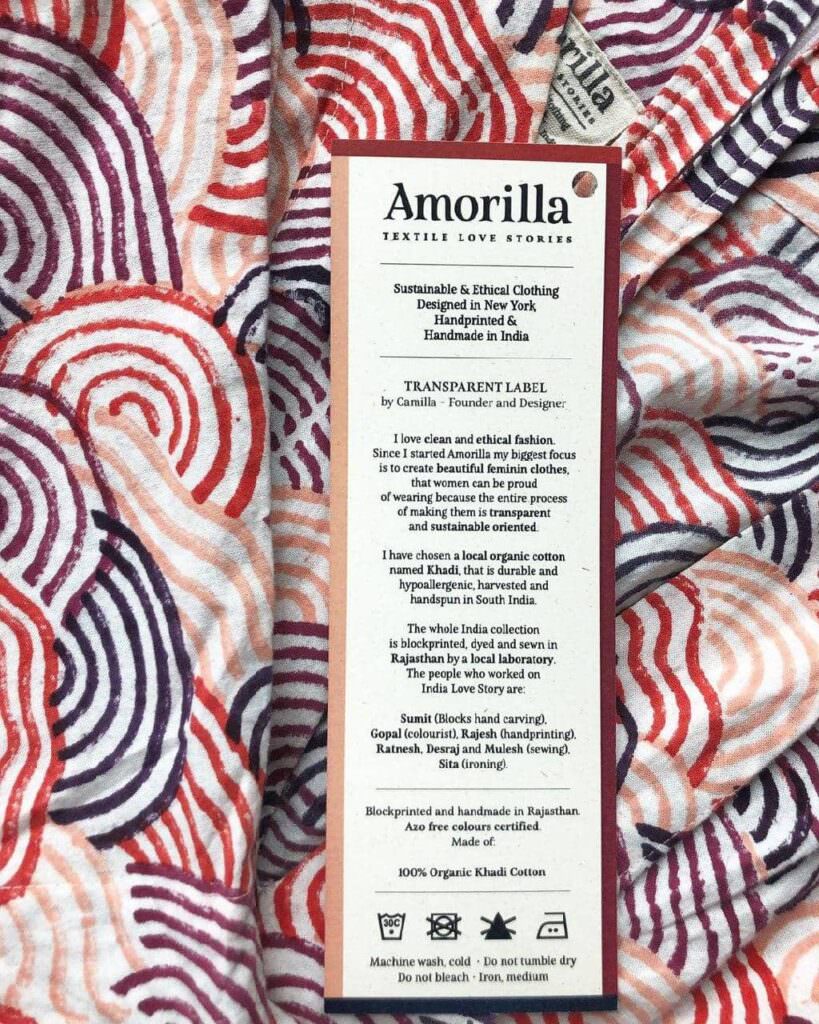 rilla
STORIES
Amorilla
TEXTILE LOVE STORIES
Sustainable & Ethical Clothing
Designed in New York
Handprinted &
Handmade in India
TRANSPARENT LABEL
by Camilla - Founder and Designer
I love clean and ethical fashion.
Since I started Amorilla my biggest focus
is to create beautiful feminin clothes,
that women can be proud
of wearing because the entire process
of making them is transparent
and sustainable oriented.
I have chosen a local organic cotton
named Khadi, that is durable and
hypoallergenic, harvested and
handspun in South India.
The whole India collection
is blockprinted, dyed and sewn in
Rajasthan by a local laboratory.
The people who worked on
India Love Story are:
Sumit (Blocks hand carving),
Gopal (colourist), Rajesh (handprinting),
Ratnesh, Desraj and Mulesh (sewing),
Sita (ironing).
Blockprinted and handmade in Rajasthan.
Azo free colours certified.
Made of:
100% Organic Khadi Cotton
30C
Machine wash, cold · Do not tumble dry
Do not bleach · Iron, medium